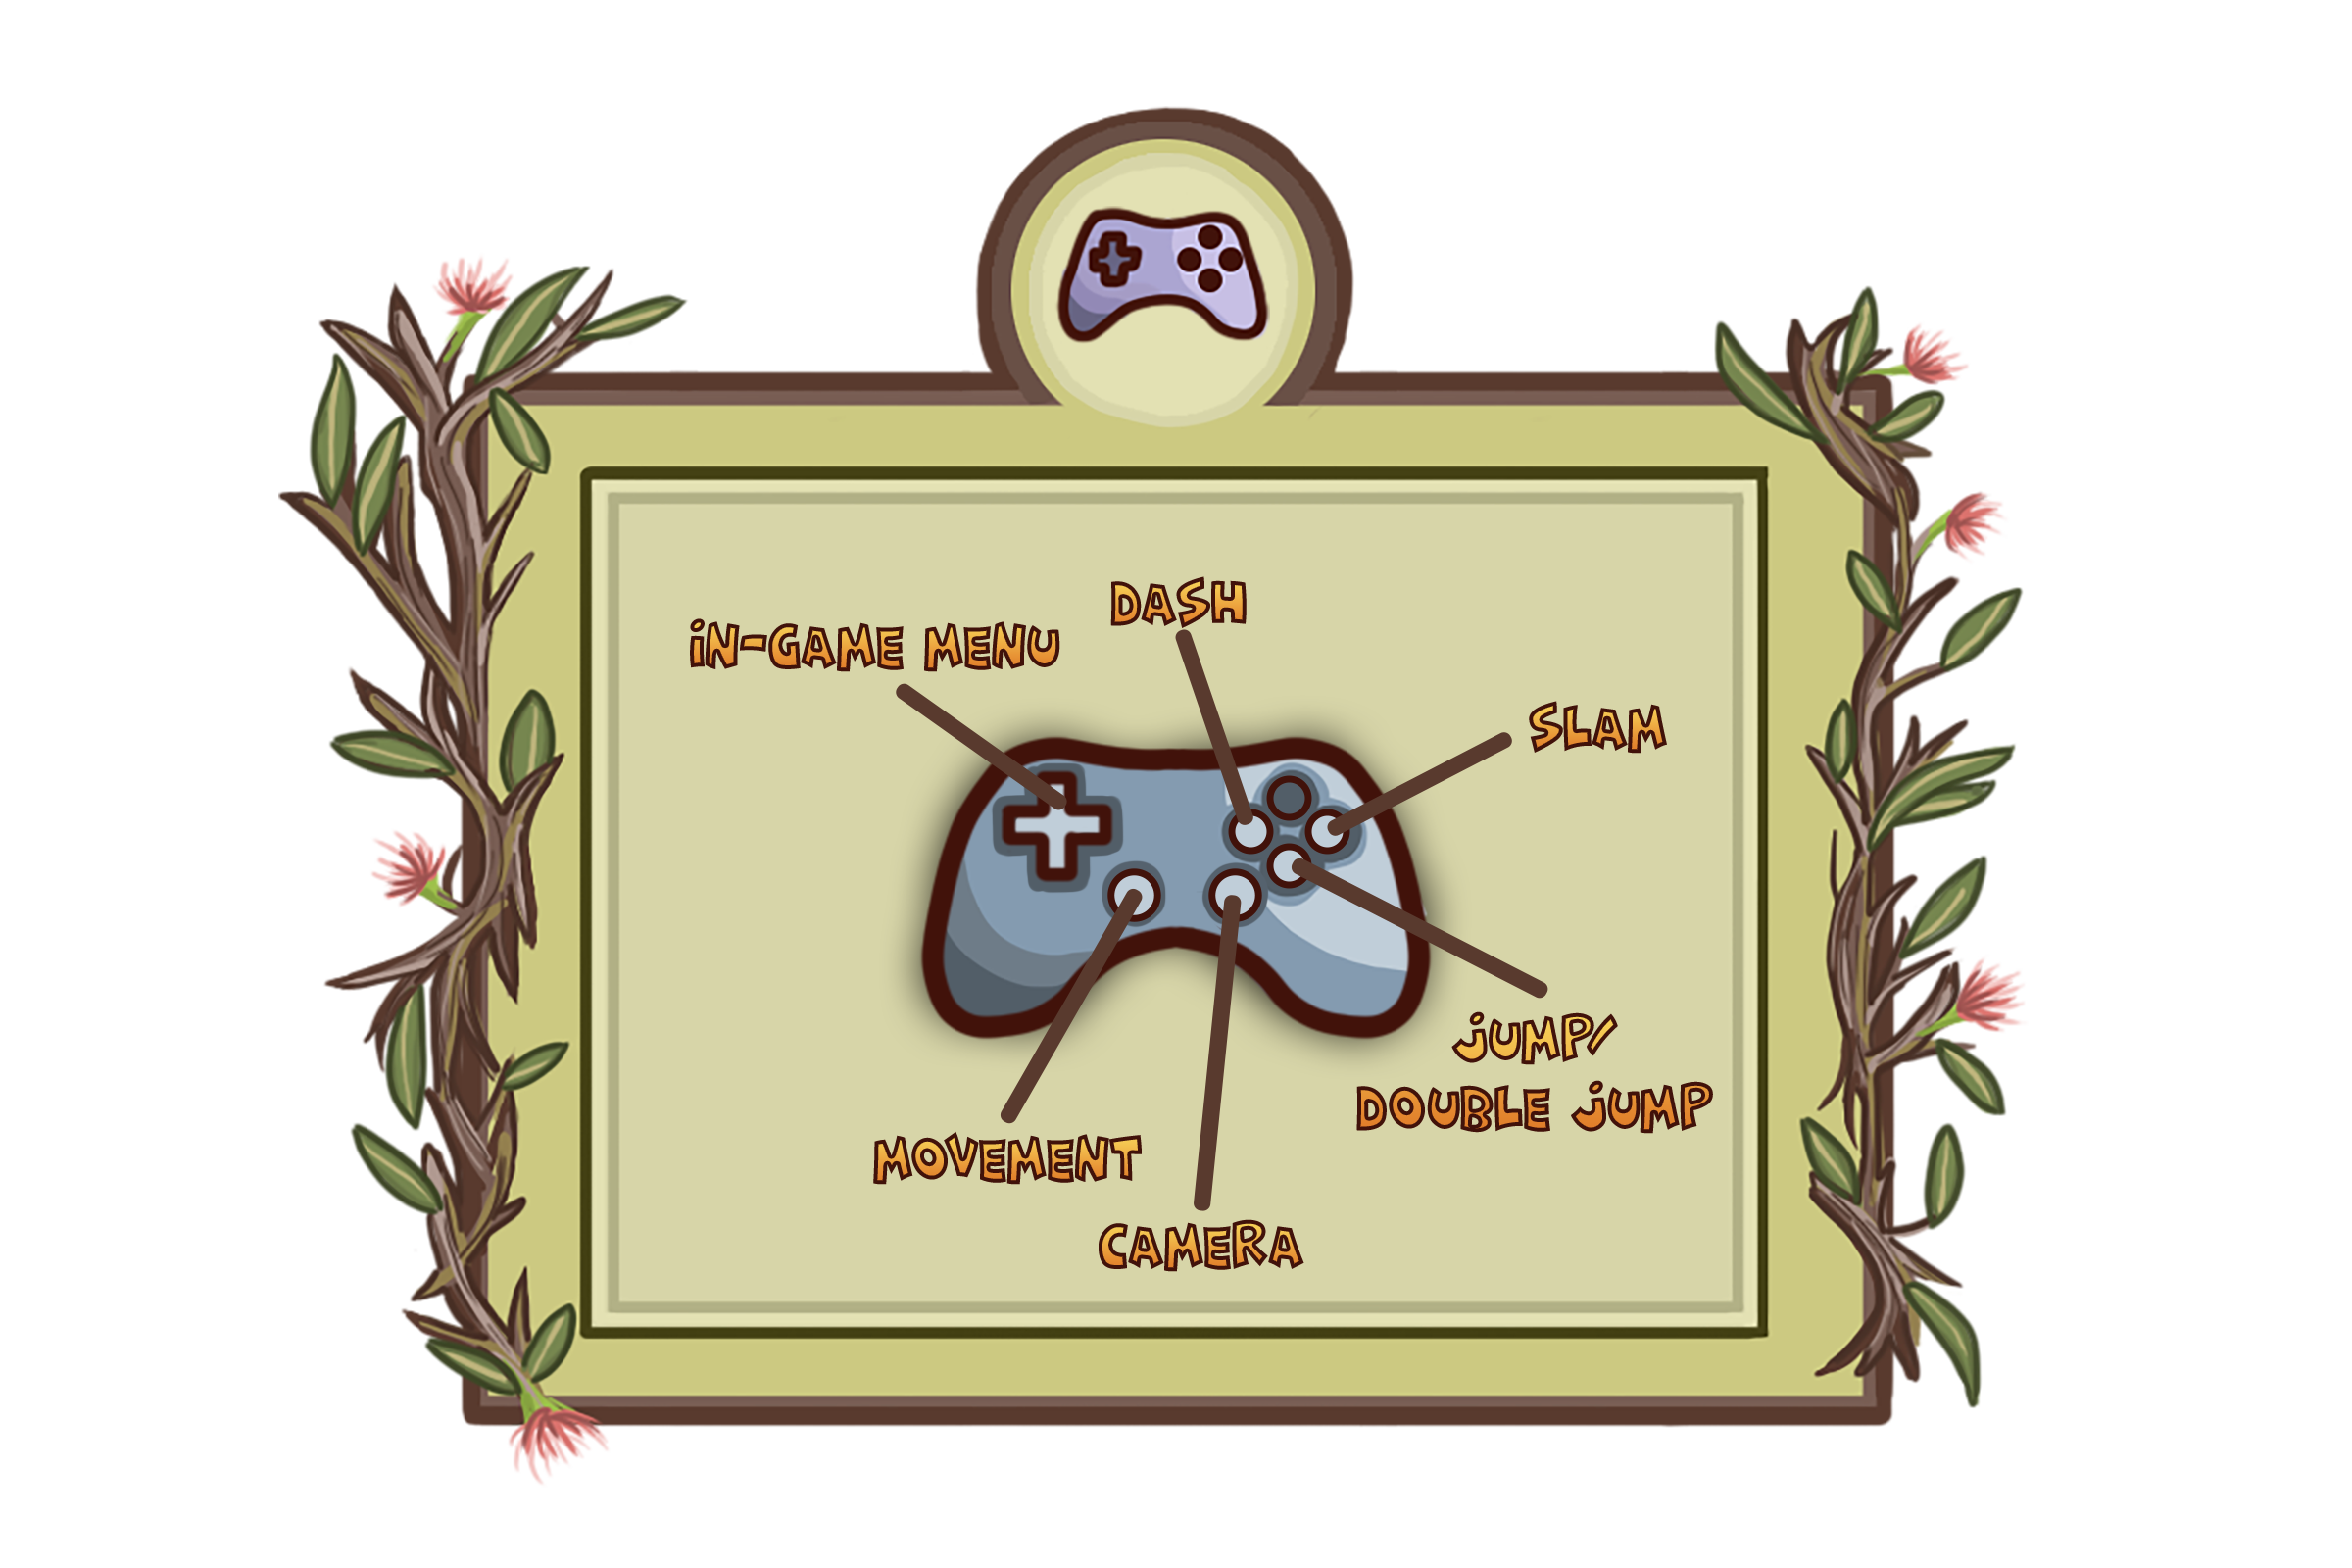 DASH
iN-GAME MENU
SLAM
jUMP/
DOUBLE jUMP
MOVEMENT
CAMERA